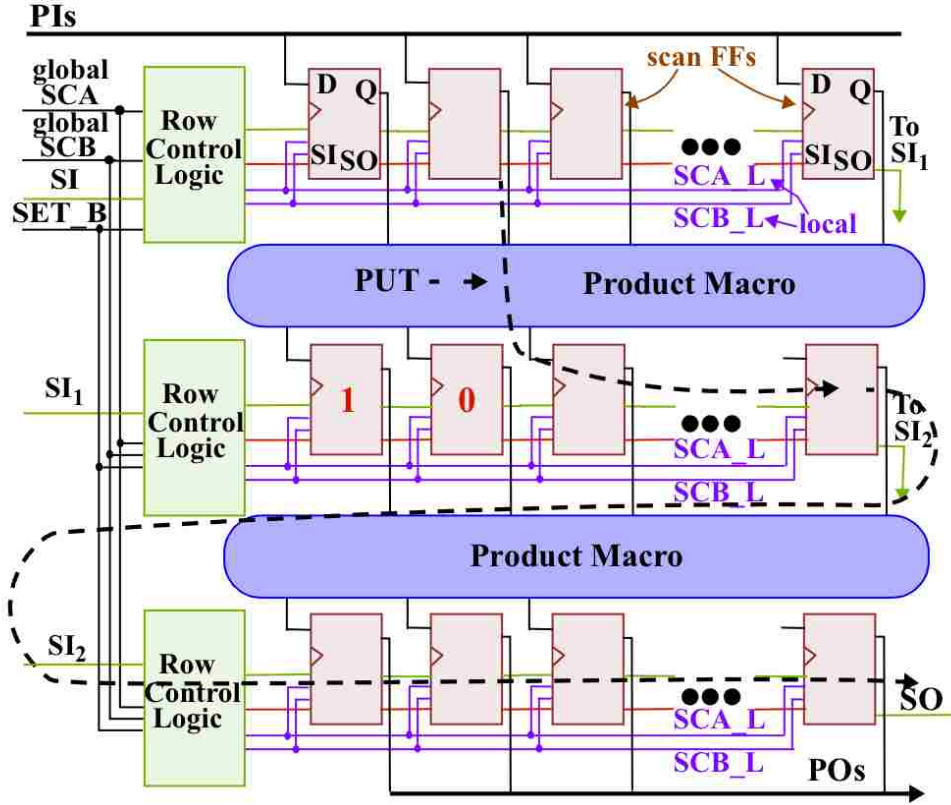 PIs
global
SCA
global
SCB
SI
SET_B
Row
Control
Logic
D
Q
SI SO
scan FFs
D
Q
SI SO
To
SI1
SCA_L
SCB_L
local
PUT -
Product Macro
SI1
Row
Control
Logic
1
0
To
SI2
SCA_L
SCB_L
Product Macro
SI2
Row
Control
Logic
SCA_L
SCB_L
SO
POs